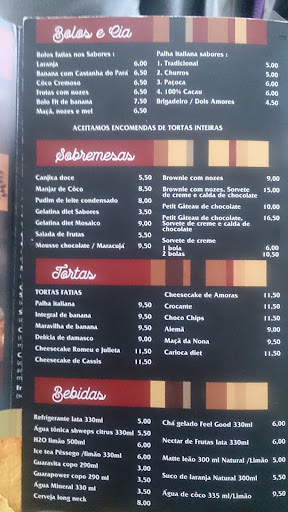 Bolos e Cia
Bolos fatias nos Sabores :
Laranja 6,00
Banana com Castanha do Pará 6,50
Côco Cremoso 6,50
Frutas com nozes 6,50
Bolo Fit de banana 7,50
Maçã, nozes e mel 6,50
Palha Italiana sabores :
1. Tradicional 5,00
2. Churros 5,00
3. Paçoca 5,00
4. 100% Cacau 5,00
Brigadeiro / Dois Amores 4,50
ACEITAMOS ENCOMENDAS DE TORTAS INTEIRAS
Sobremesas
Canjica doce 5,50
Manjar de Côco 8,50
Pudim de leite condensado 8,00
Gelatina diet Sabores 3,50
Gelatina diet Mosaico 9,00
Salada de Frutas 5,50
Mousse chocolate / Maracujá 9,50
Brownie com nozes 9,00
Brownie com nozes, Sorvete 15,00
de creme e calda de chocolate
Petit Gâteau de chocolate 10,00
Petit Gâteau de chocolate, 16,50
Sorvete de creme e calda de
chocolate
Sorvete de creme
1 bola 6,00
2 bolas 10,50
Tortas
TORTAS FATIAS
Palha italiana 9,50
Integral de banana 9,50
Maravilha de banana 9,50
Delícia de damasco 9,00
Cheesecake Romeu e Julieta 11,50
Cheesecake de Cassis 11,50
Cheesecake de Amoras 11,50
Crocante 11,50
Choco Chips 11,50
Alemã 9,00
Maçã da Nona 9,00
Carioca diet 11,50
Bebidas
Refrigerante lata 330ml 5,50
Água tônica shweps citrus 330ml 5,50
H2O limão 500ml 6,00
Ice tea Pêssego /limão 330ml 6,00
Guaravita copo 290ml 3,00
Guarapower copo 290 ml 3,00
Água Mineral 330 ml 3,00
Cerveja long neck 8,00
Chá gelado Feel Good 330ml 6,00
Nectar de Frutas lata 330ml 6,00
Matte leão 300 ml Natural /Limão 5,50
Suco de laranja Natural 300ml 9,50
Água de côco 335 ml/Limão 9,50